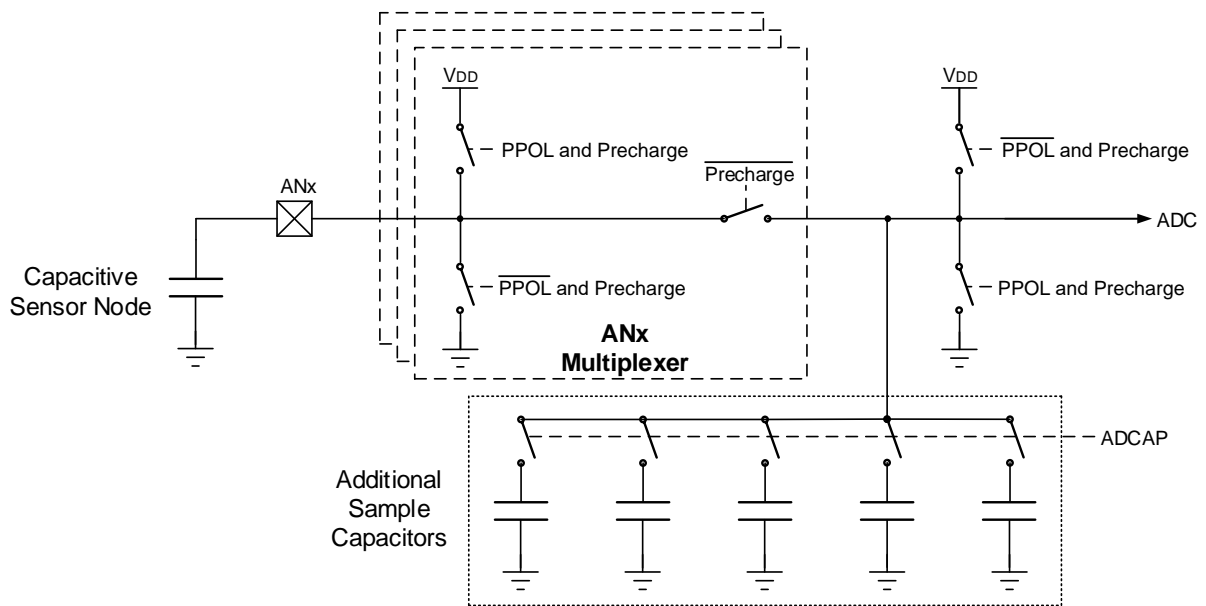 VDD
VDD
PPOL and Precharge
PPOL and Precharge
Precharge
ANx
ADC
Capacitive
Sensor Node
PPOL and Precharge
PPOL and Precharge
ANx
Multiplexer
ADCAP
Additional
Sample
Capacitors